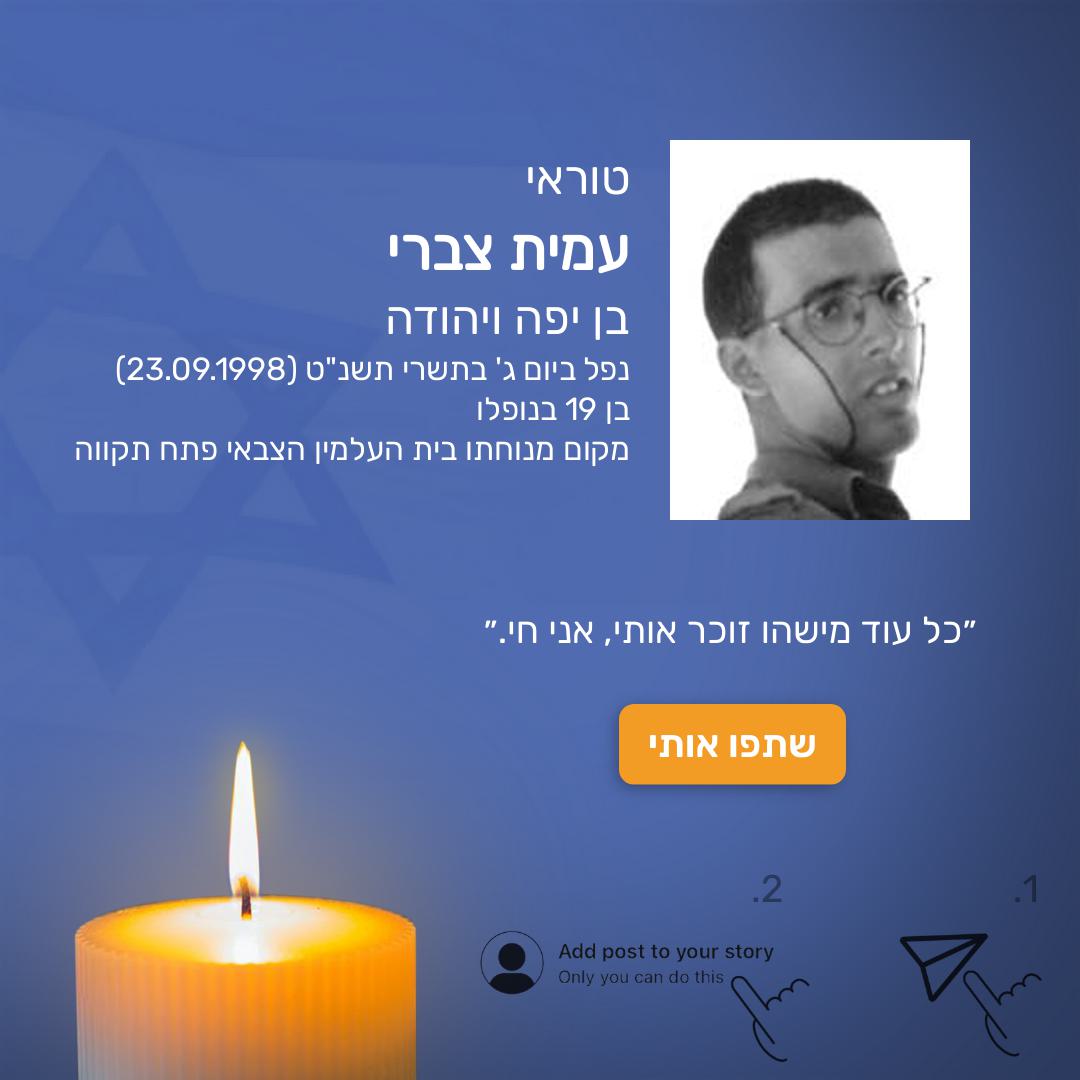 טוראי
עמית צברי
בן יפה ויהודה
נפל ביום ג' בתשרי תשנ"ט (23.09.1998)
בן 19 בנופלו
מקום מנוחתו בית העלמין הצבאי פתח תקווה
״כל עוד מישהו זוכר אותי, אני חי.״
שתפו אותי
.1
.2
Add post to your story
Only you can do this